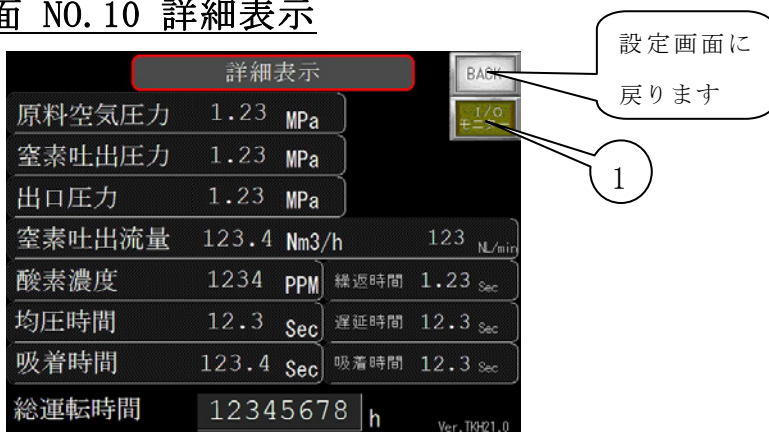 面 NO.10 詳細表示
設定画面に
戻ります
詳細表示
BACK
原料空気圧力 1.23 MPa
I/O
モニター
窒素吐出圧力 1.23 MPa
1
出口圧力 1.23 MPa
窒素吐出流量 123.4 Nm3/h 123 NL/min
酸素濃度 1234 PPM 繰返時間 1.23 Sec
均圧時間 12.3 Sec 遅延時間 12.3 Sec
吸着時間 123.4 Sec 吸着時間 12.3 Sec
総運転時間 12345678 h
Ver.TKH21.0